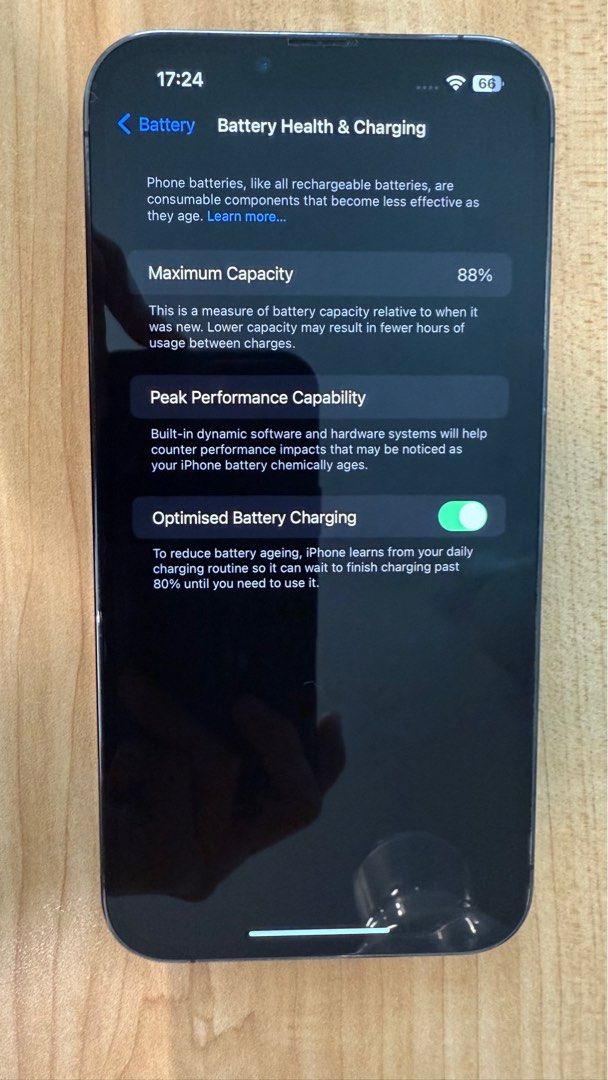 17:24
66
Battery
Battery Health & Charging
Phone batteries, like all rechargeable batteries, are
consumable components that become less effective as
they age. Learn more...
Maximum Capacity
88%
This is a measure of battery capacity relative to when it
was new. Lower capacity may result in fewer hours of
usage between charges.
Peak Performance Capability
Built-in dynamic software and hardware systems will help
counter performance impacts that may be noticed as
your iPhone battery chemically ages.
Optimised Battery Charging
To reduce battery ageing, iPhone learns from your daily
charging routine so it can wait to finish charging past
80% until you need to use it.